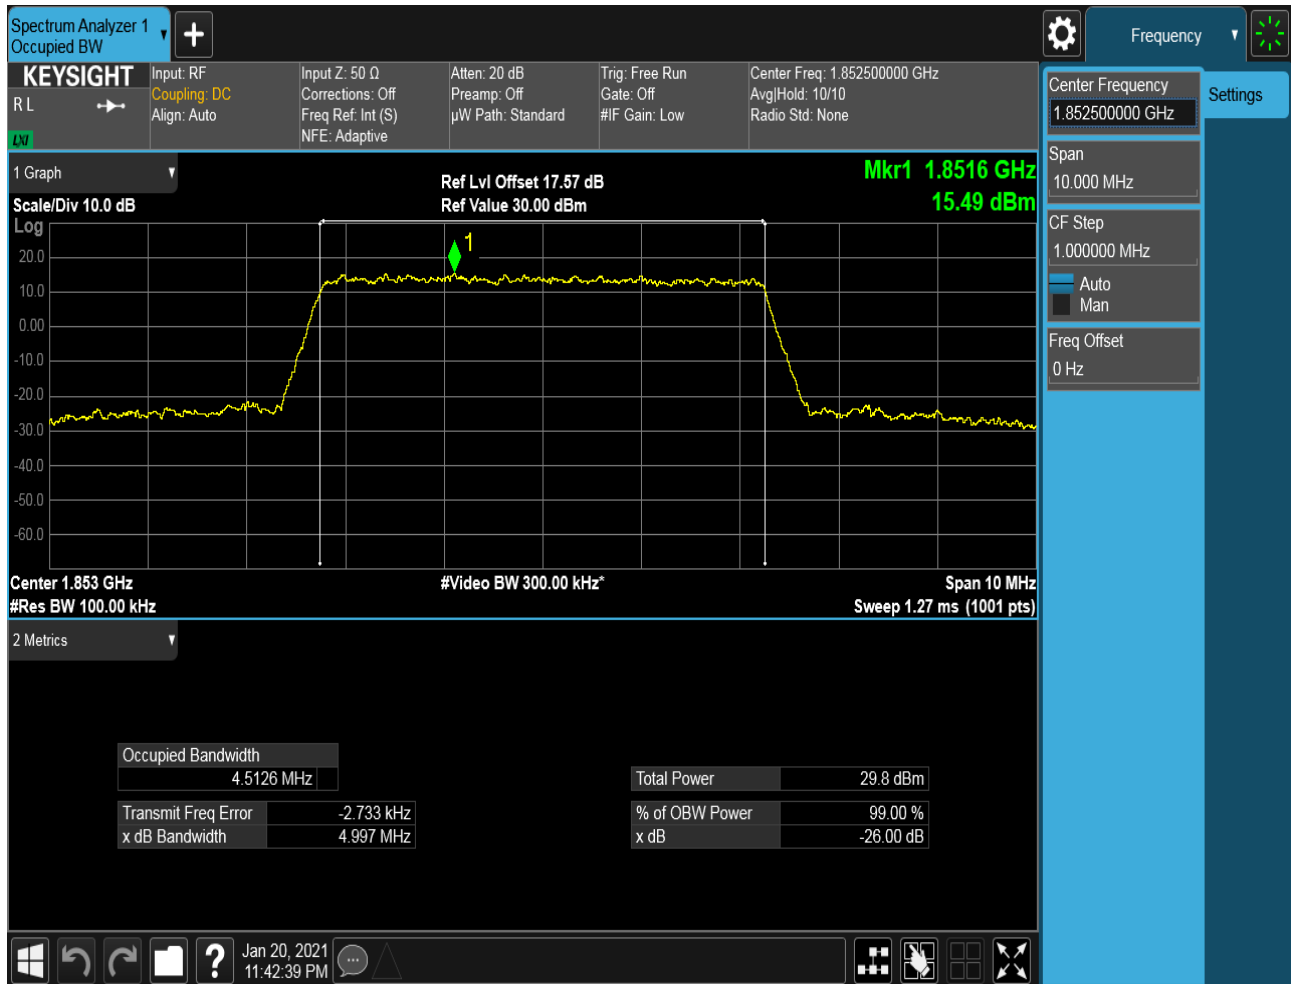 Spectrum Analyzer 1
Occupied BW
+
Frequency
KEYSIGHT
R L
LXI
Input: RF
Coupling: DC
Align: Auto
Input Z: 50 Ω
Corrections: Off
Freq Ref: Int (S)
NFE: Adaptive
Atten: 20 dB
Preamp: Off
µW Path: Standard
Trig: Free Run
Gate: Off
#IF Gain: Low
Center Freq: 1.852500000 GHz
Avg|Hold: 10/10
Radio Std: None
Center Frequency
1.852500000 GHz
Settings
Span
10.000 MHz
CF Step
1.000000 MHz
Auto
Man
Freq Offset
0 Hz
1 Graph
Scale/Div 10.0 dB
Ref Lvl Offset 17.57 dB
Ref Value 30.00 dBm
Mkr1 1.8516 GHz
15.49 dBm
Log
1
20.0
10.0
0.00
-10.0
-20.0
-30.0
-40.0
-50.0
-60.0
Center 1.853 GHz
#Video BW 300.00 kHz*
Span 10 MHz
#Res BW 100.00 kHz
Sweep 1.27 ms (1001 pts)
2 Metrics
Occupied Bandwidth
4.5126 MHz
Transmit Freq Error -2.733 kHz
x dB Bandwidth 4.997 MHz
Total Power 29.8 dBm
% of OBW Power 99.00 %
x dB -26.00 dB
?
Jan 20, 2021
11:42:39 PM